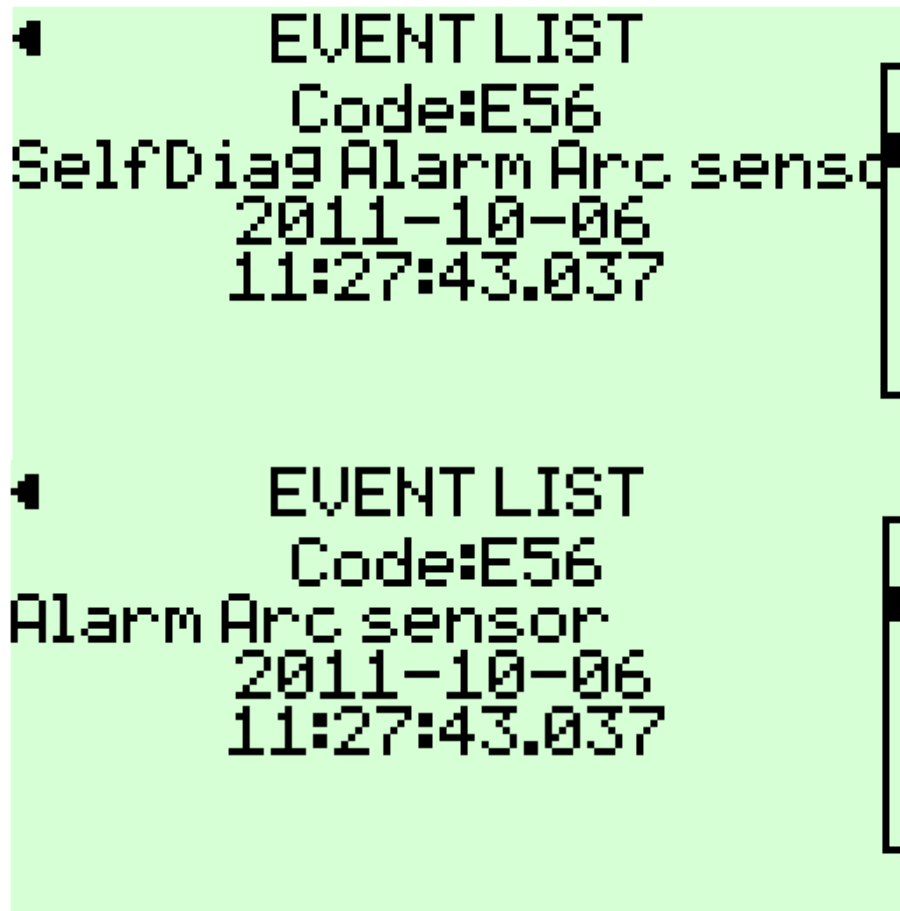 EVENT LIST
Code:E56
SelfDiag Alarm Arc senso
2011-10-06
11:27:43.037
EVENT LIST
Code:E56
Alarm Arc sensor
2011-10-06
11:27:43.037